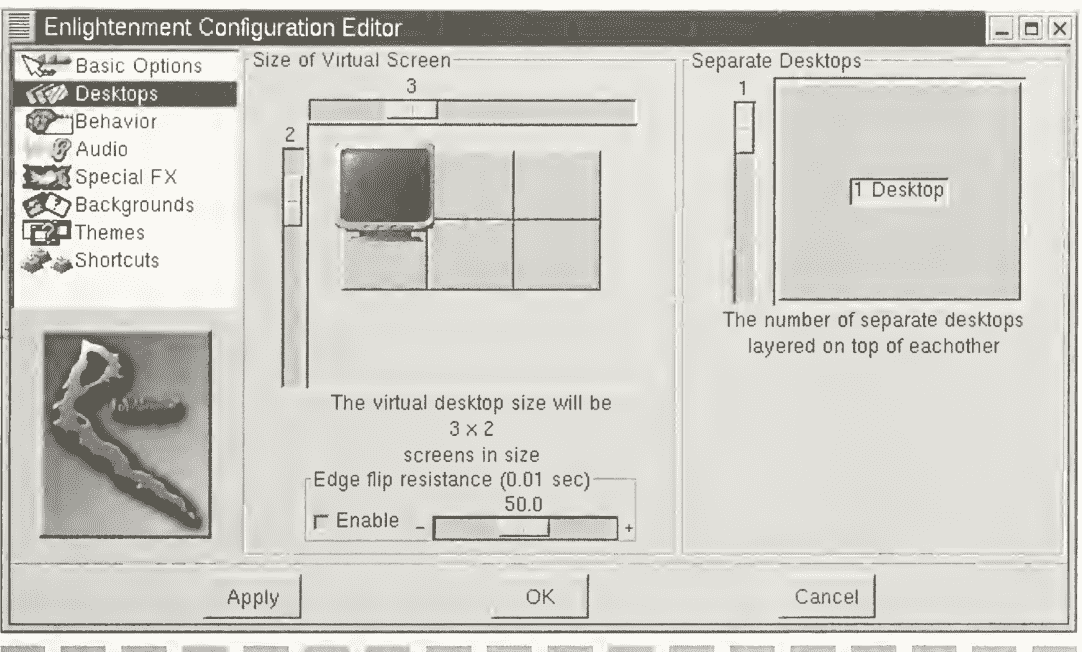 Enlightenment Configuration Editor
Basic Options
Desktops
Behavior
Audio
Special FX
Backgrounds
Themes
Shortcuts
Size of Virtual Screen
3
2
The virtual desktop size will be
3 x 2
screens in size
Edge flip resistance (0.01 sec)
50.0
Enable
-
+
Separate Desktops
1
1 Desktop
The number of separate desktops
layered on top of eachother
Apply
OK
Cancel